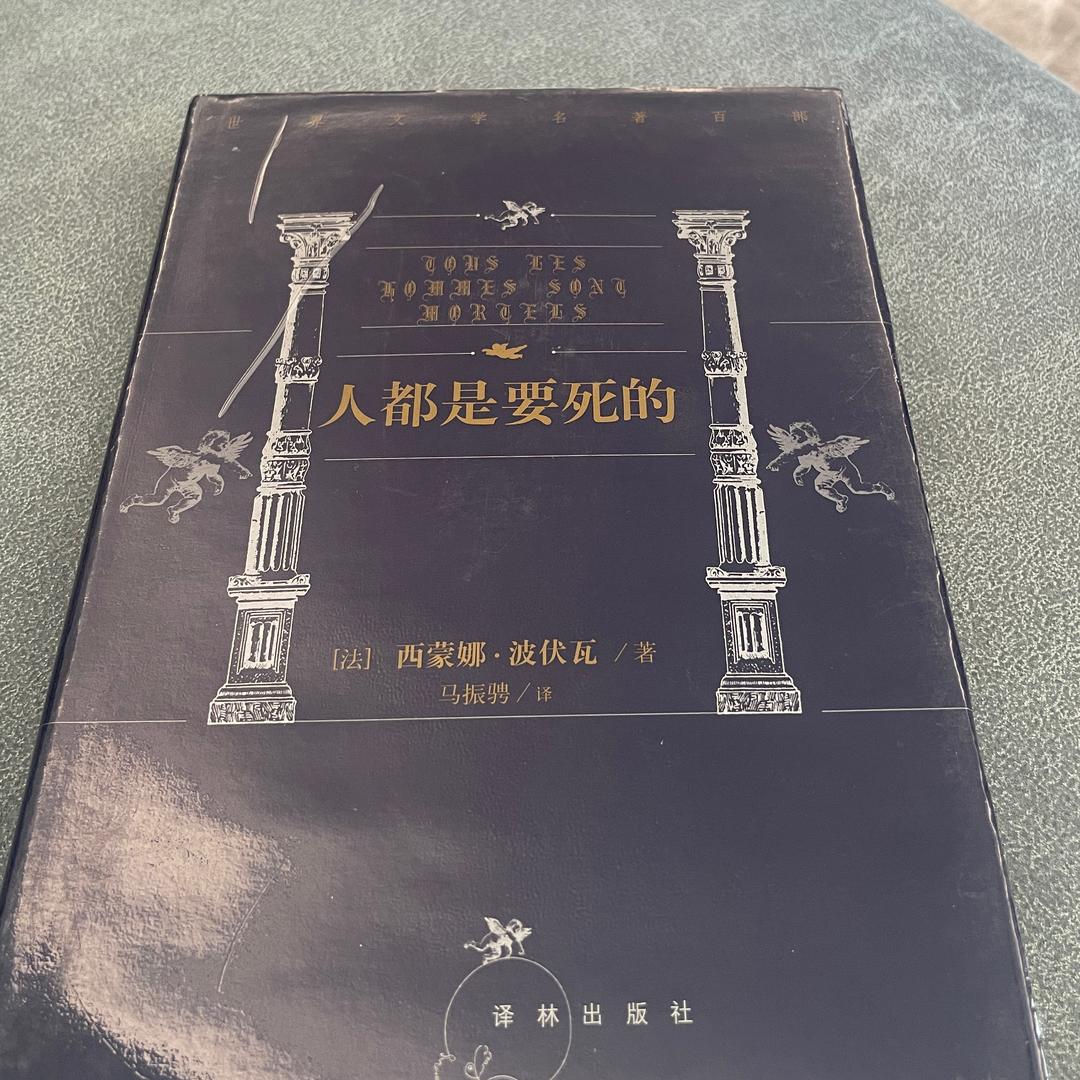 世界文学名著百部
TOUS LES
HOMMES SONT
MORTELS
人都是要死的
[法] 西蒙娜·波伏瓦 / 著
马振骋 / 译
译林出版社